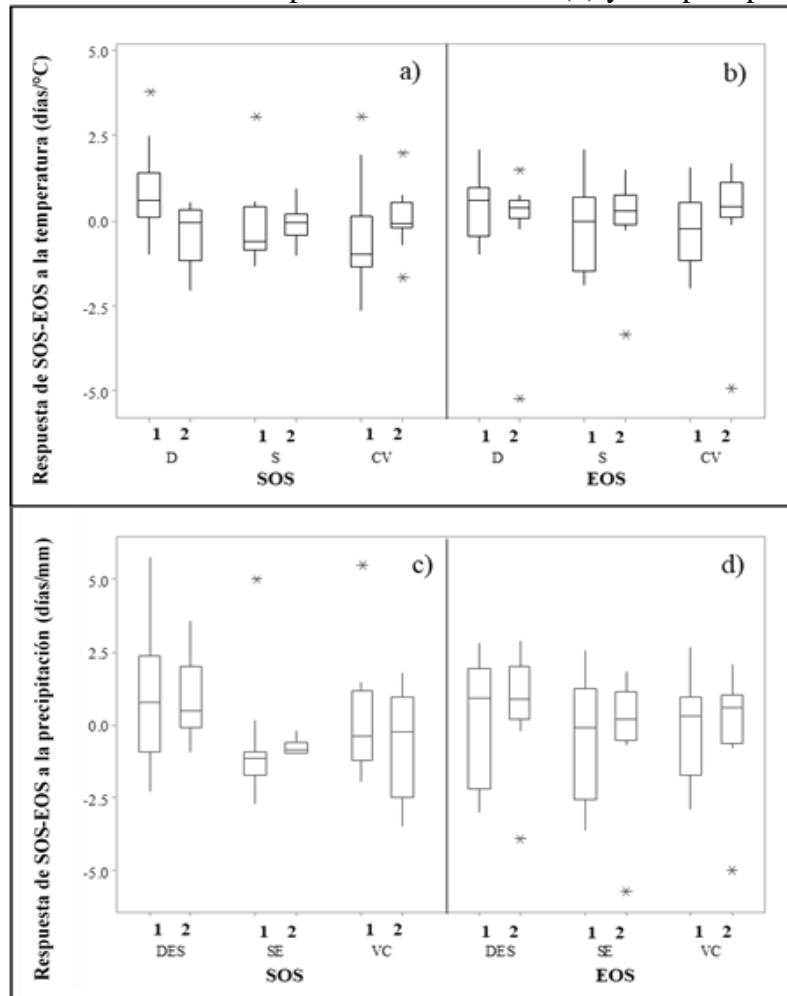 Respuesta de SOS-EOS a la temperatura (días/°C)
5.0
2.5
0.0
-2.5
-5.0
a)
b)
1 2 1 2 1 2 1 2 1 2 1 2
D S CV D S CV
SOS EOS
Respuesta de SOS-EOS a la precipitación (días/mm)
5.0
2.5
0.0
-2.5
-5.0
c)
d)
1 2 1 2 1 2 1 2 1 2 1 2
DES SE VC DES SE VC
SOS EOS